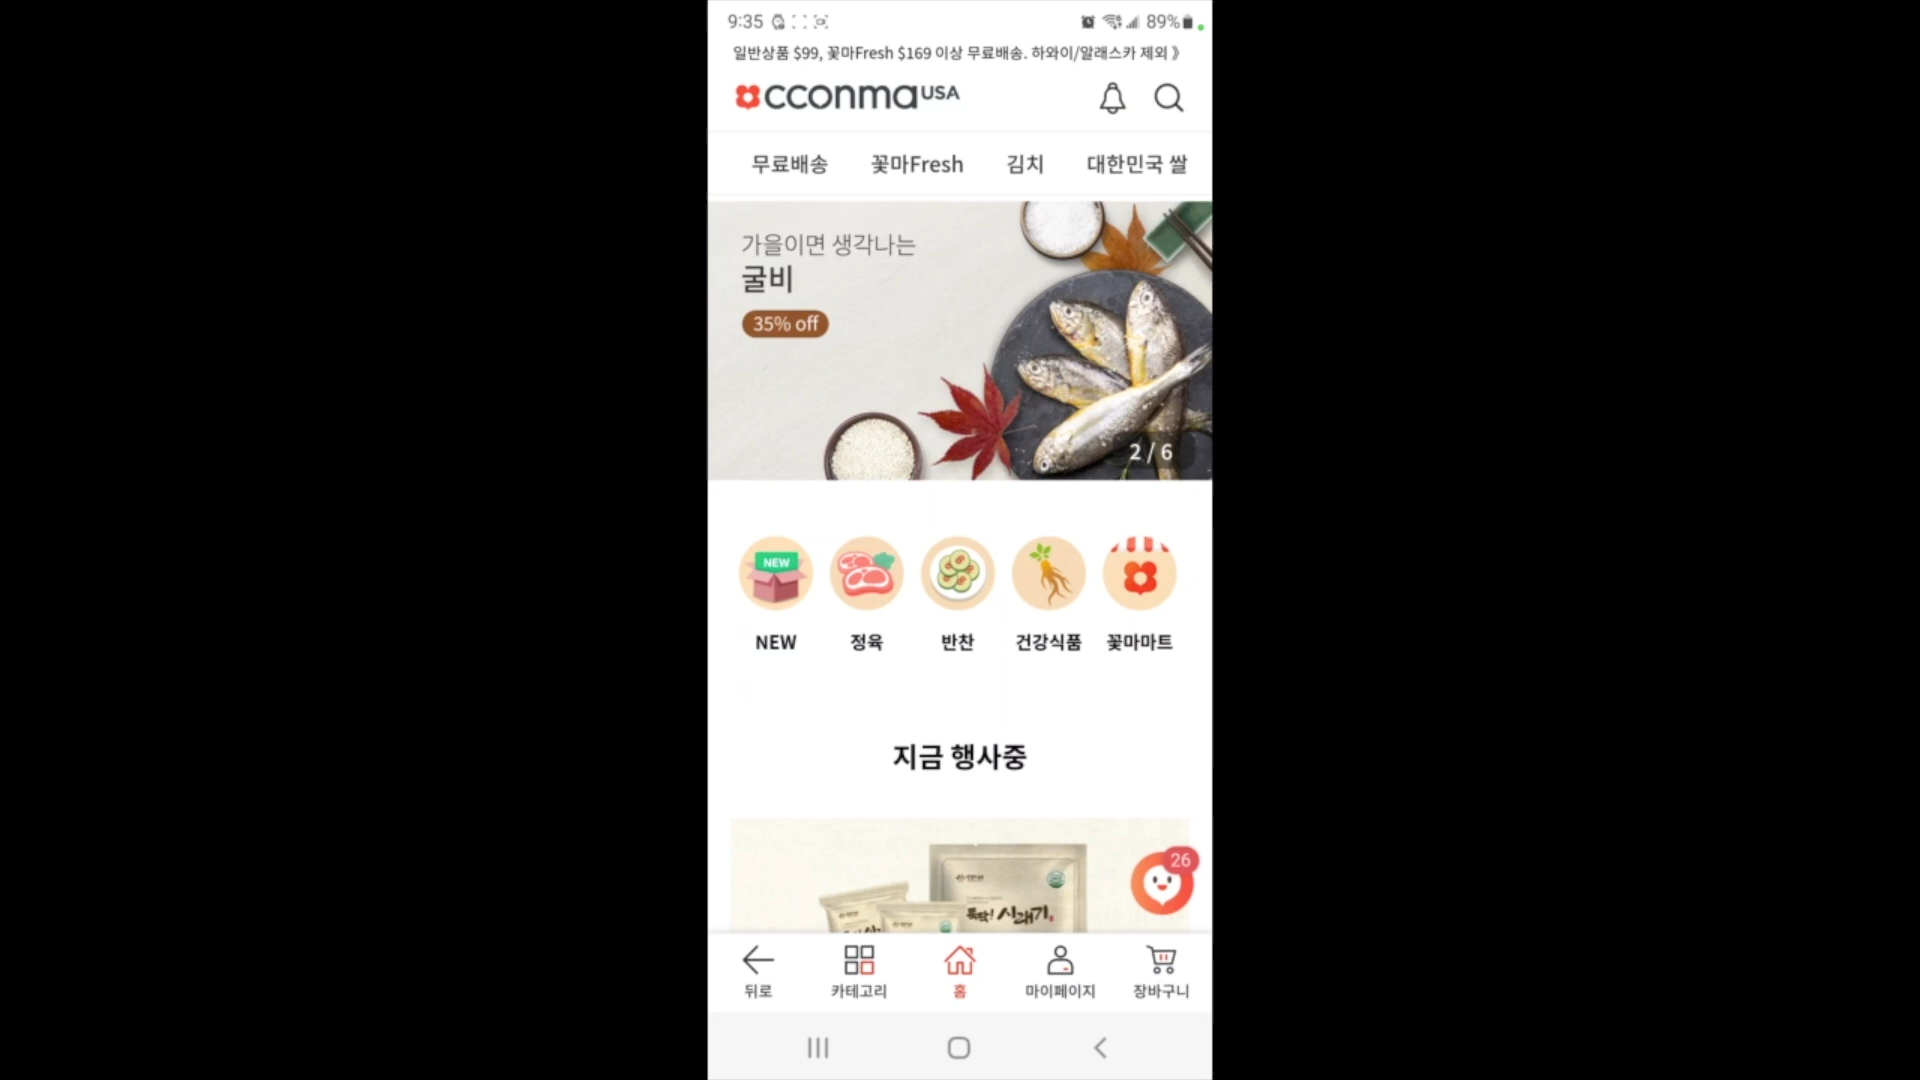 9:35
89%
일반상품 $99, 꽃마Fresh $169 이상 무료배송. 하와이/알래스카 제외 》
cconma USA
무료배송 꽃마Fresh 김치 대한민국 쌀
가을이면 생각나는
굴비
35% off
2 / 6
NEW
NEW 정육 반찬 건강식품 꽃마마트
지금 행사중
뚝딱! 시래기
26
뒤로 카테고리 홈 마이페이지 장바구니